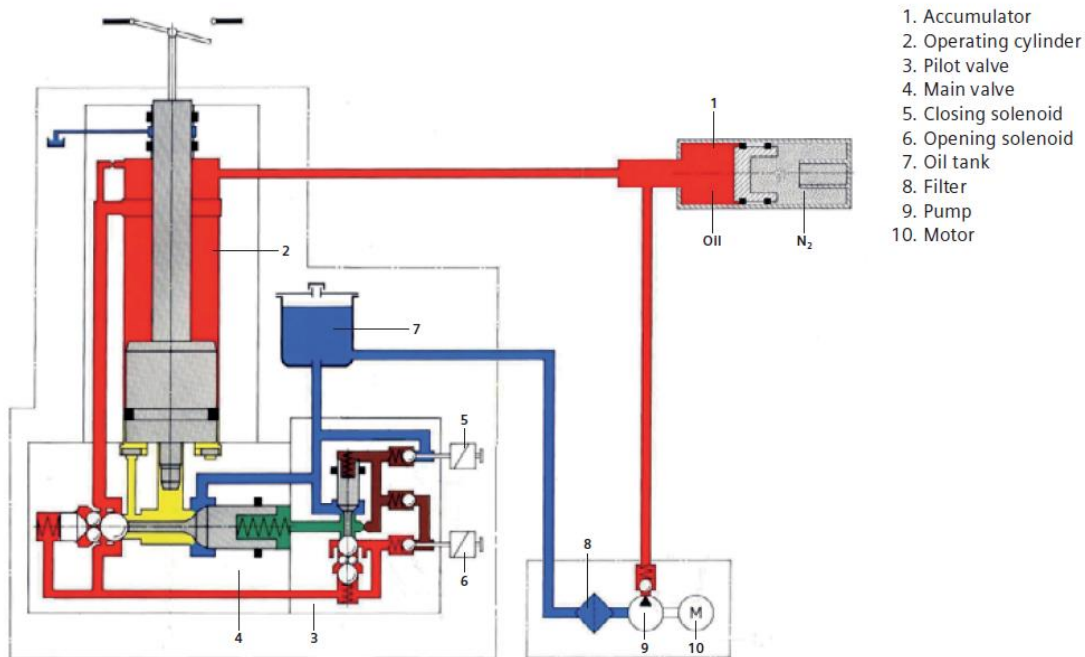 1. Accumulator
2. Operating cylinder
3. Pilot valve
4. Main valve
5. Closing solenoid
6. Opening solenoid
7. Oil tank
8. Filter
9. Pump
10. Motor
1
OIl
N₂
2
7
5
6
4
3
8
M
9
10